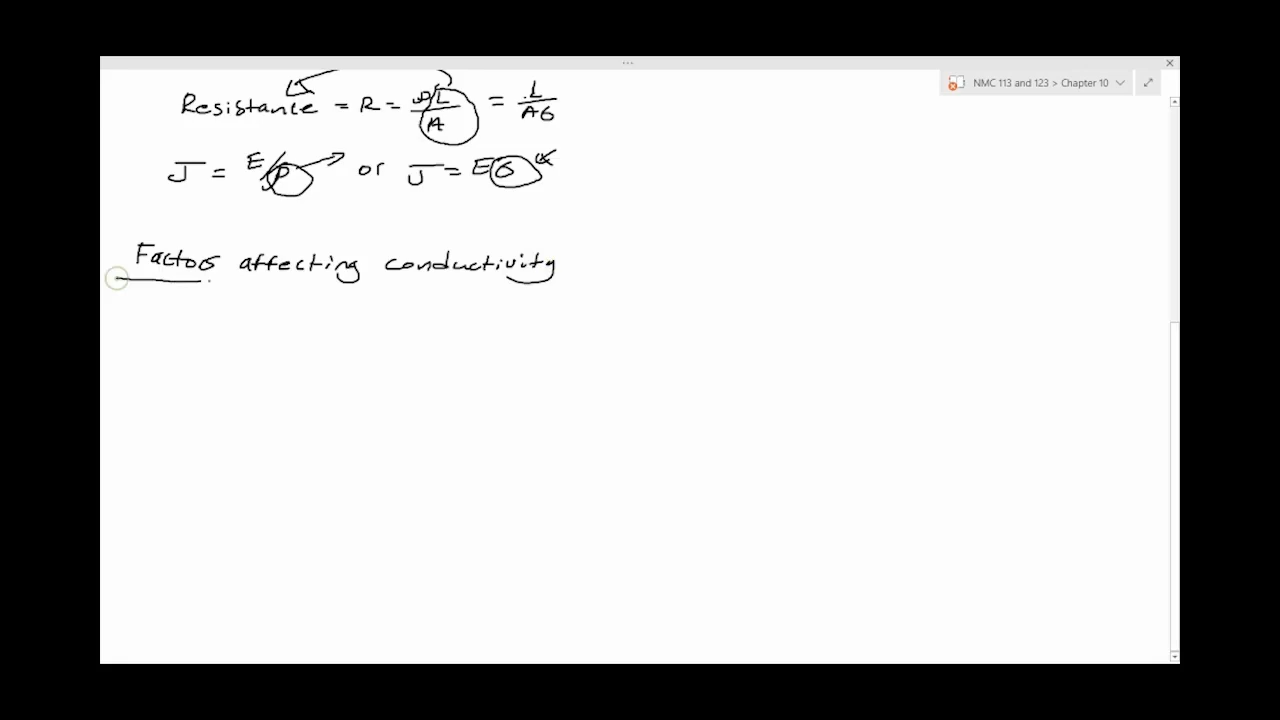 NMC 113 and 123 > Chapter 10
Resistance = R = ρL/A = L/Aσ
J = E/ρ or J = Eσ
Factors affecting conductivity